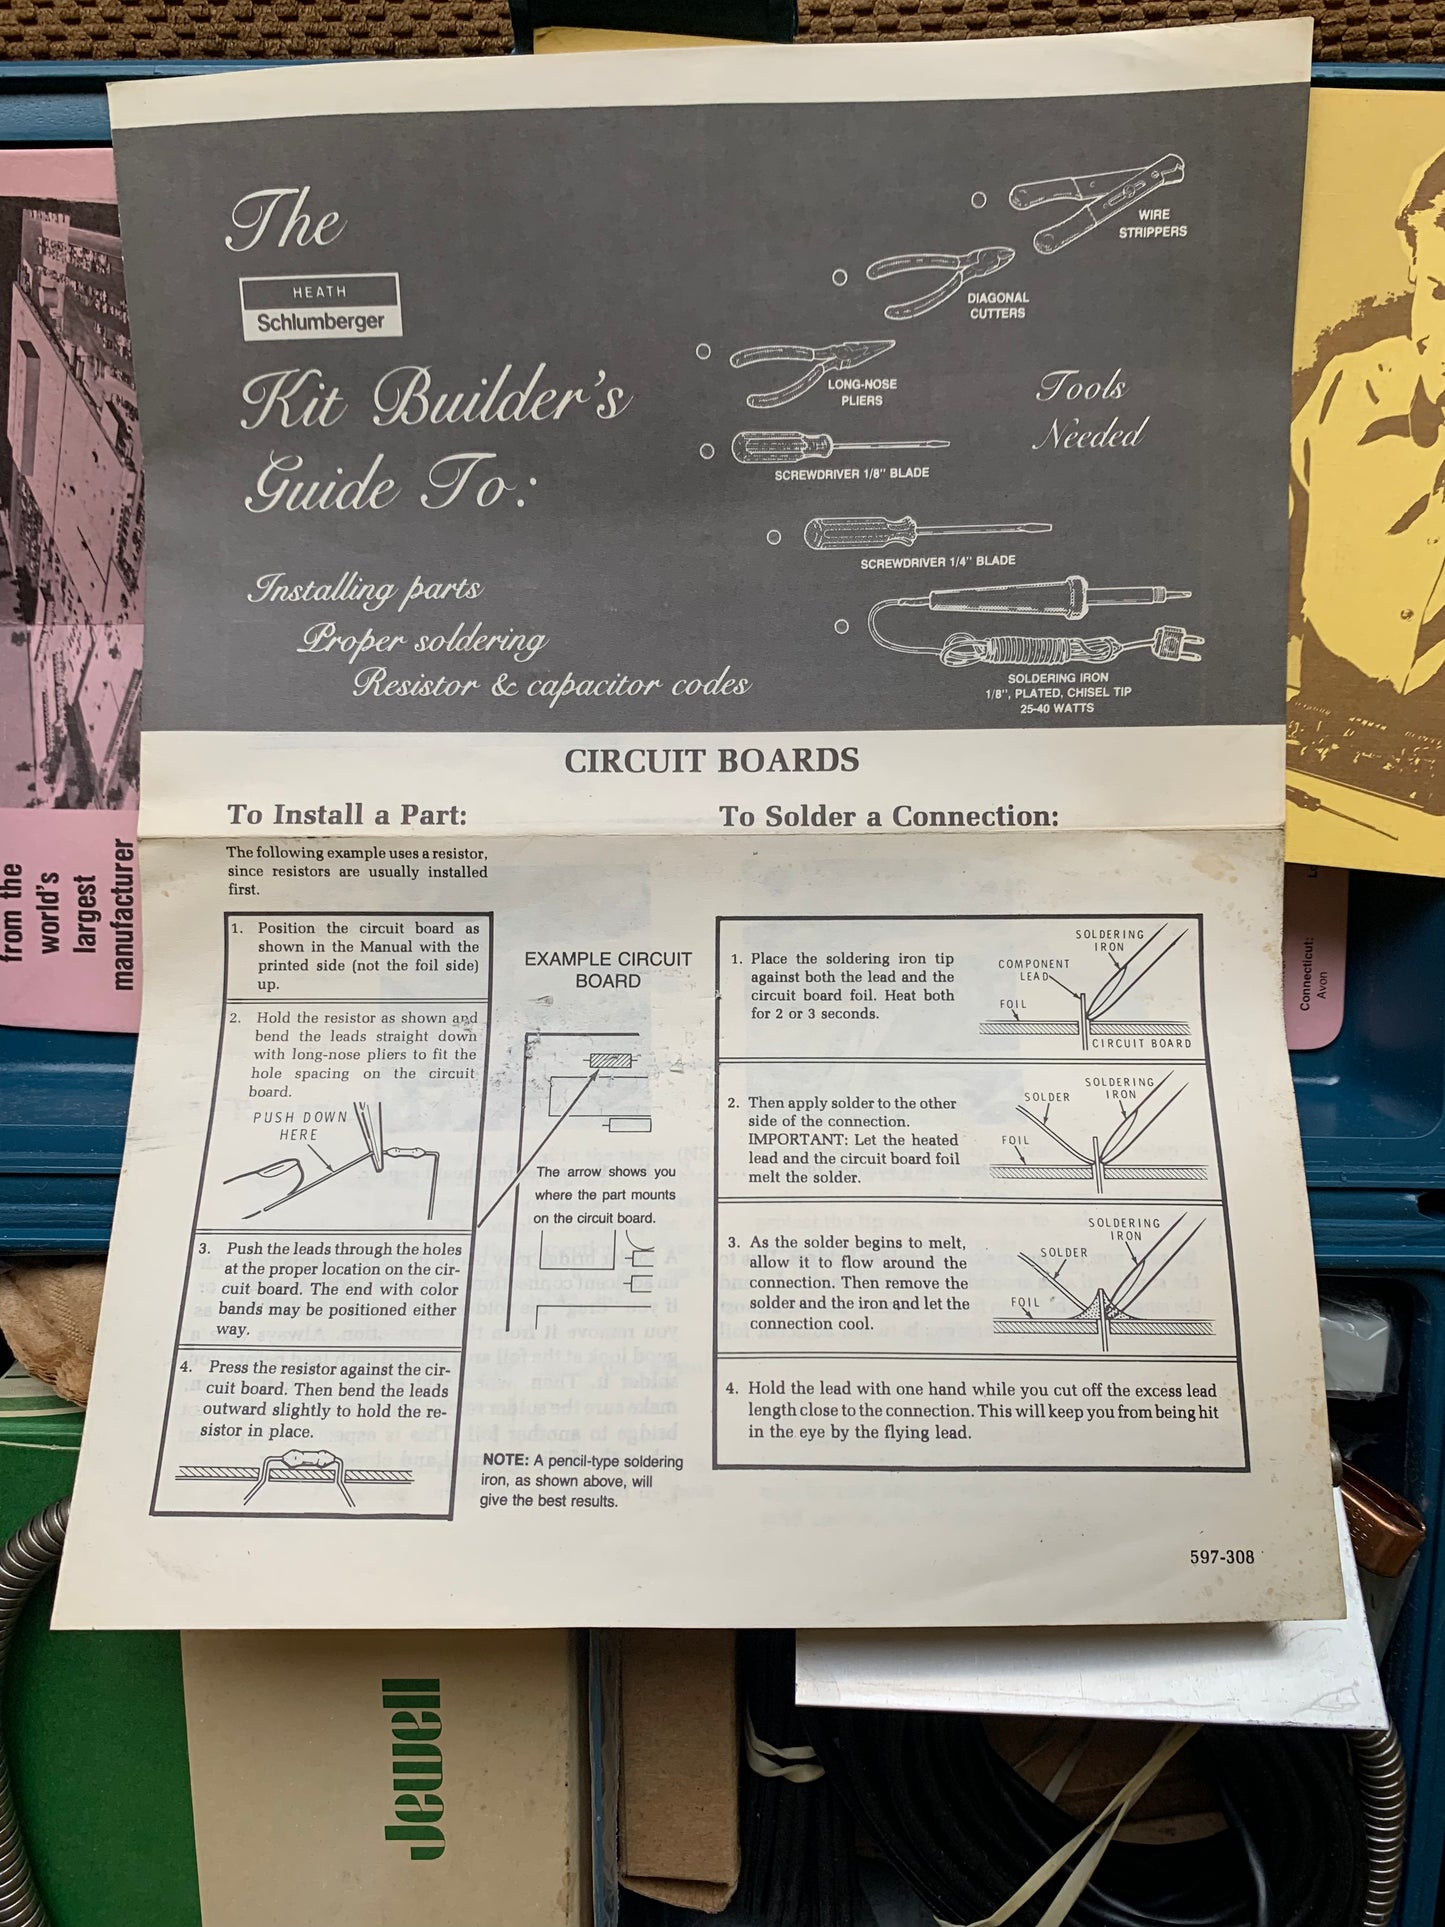 The
HEATH
Schlumberger
Kit Builder's
Guide To:
Installing parts
Proper soldering
Resistor & capacitor codes
WIRE
STRIPPERS
DIAGONAL
CUTTERS
LONG-NOSE
PLIERS
Tools
Needed
SCREWDRIVER 1/8" BLADE
SCREWDRIVER 1/4" BLADE
SOLDERING IRON
1/8", PLATED, CHISEL TIP
25-40 WATTS
CIRCUIT BOARDS
To Install a Part:
The following example uses a resistor,
since resistors are usually installed
first.
1. Position the circuit board as
shown in the Manual with the
printed side (not the foil side)
up.
2. Hold the resistor as shown and
bend the leads straight down
with long-nose pliers to fit the
hole spacing on the circuit
board.
PUSH DOWN
HERE
3. Push the leads through the holes
at the proper location on the cir-
cuit board. The end with color
bands may be positioned either
way.
4. Press the resistor against the cir-
cuit board. Then bend the leads
outward slightly to hold the re-
sistor in place.
EXAMPLE CIRCUIT
BOARD
The arrow shows you
where the part mounts
on the circuit board.
NOTE: A pencil-type soldering
iron, as shown above, will
give the best results.
To Solder a Connection:
1. Place the soldering iron tip
against both the lead and the
circuit board foil. Heat both
for 2 or 3 seconds.
SOLDERING
IRON
COMPONENT
LEAD
FOIL
CIRCUIT BOARD
2. Then apply solder to the other
side of the connection.
IMPORTANT: Let the heated
lead and the circuit board foil
melt the solder.
SOLDERING
IRON
SOLDER
FOIL
3. As the solder begins to melt,
allow it to flow around the
connection. Then remove the
solder and the iron and let the
connection cool.
SOLDERING
IRON
SOLDER
FOIL
4. Hold the lead with one hand while you cut off the excess lead
length close to the connection. This will keep you from being hit
in the eye by the flying lead.
597-308
from the
world's
largest
manufacturer
Connecticut:
Avon
Jewell